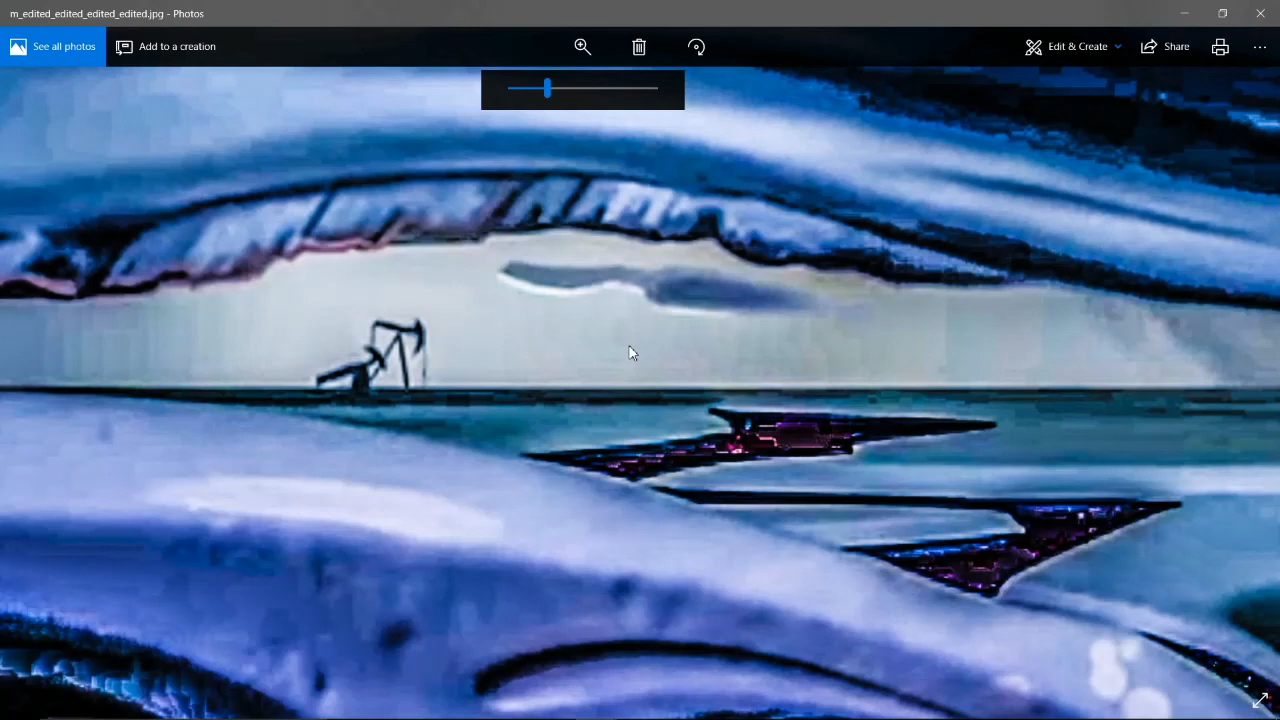 m_edited_edited_edited_edited.jpg - Photos
See all photos
Add to a creation
Edit & Create
Share